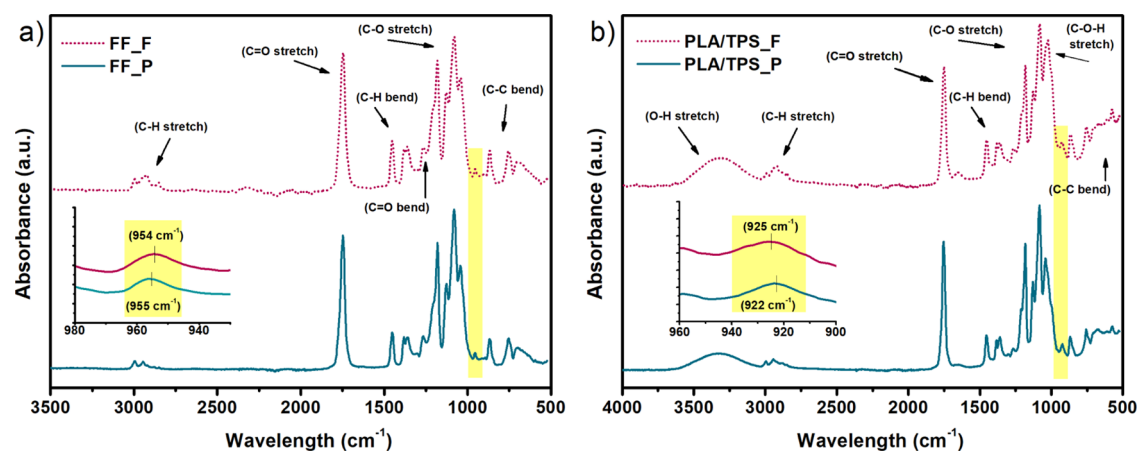 a)
FF_F
FF_P
(C-O stretch)
(C=O stretch)
(C-H bend)
(C-C bend)
(C-H stretch)
(C=O bend)
(954 cm-1)
(955 cm-1)
980 960 940
Absorbance (a.u.)
3500 3000 2500 2000 1500 1000 500
Wavelength (cm-1)
b)
PLA/TPS_F
PLA/TPS_P
(C-O stretch)
(C-O-H
stretch)
(C=O stretch)
(C-H bend)
(O-H stretch)
(C-H stretch)
(C-C bend)
(925 cm-1)
(922 cm-1)
960 940 920 900
Absorbance (a.u.)
4000 3500 3000 2500 2000 1500 1000 500
Wavelength (cm-1)